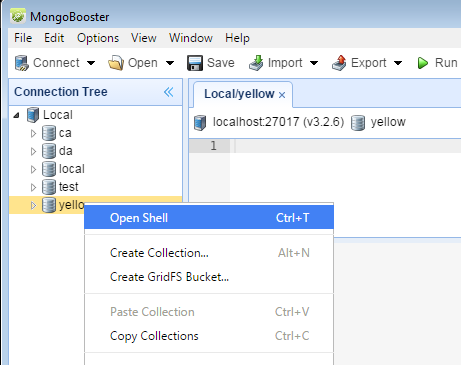 MongoBooster
File Edit Options View Window Help
Connect Open Save Import Export Run
Connection Tree
Local/yellow
Local
localhost:27017 (v3.2.6) yellow
ca
1
da
local
test
yello
Open Shell Ctrl+T
Create Collection... Alt+N
Create GridFS Bucket...
Paste Collection Ctrl+V
Copy Collections Ctrl+C